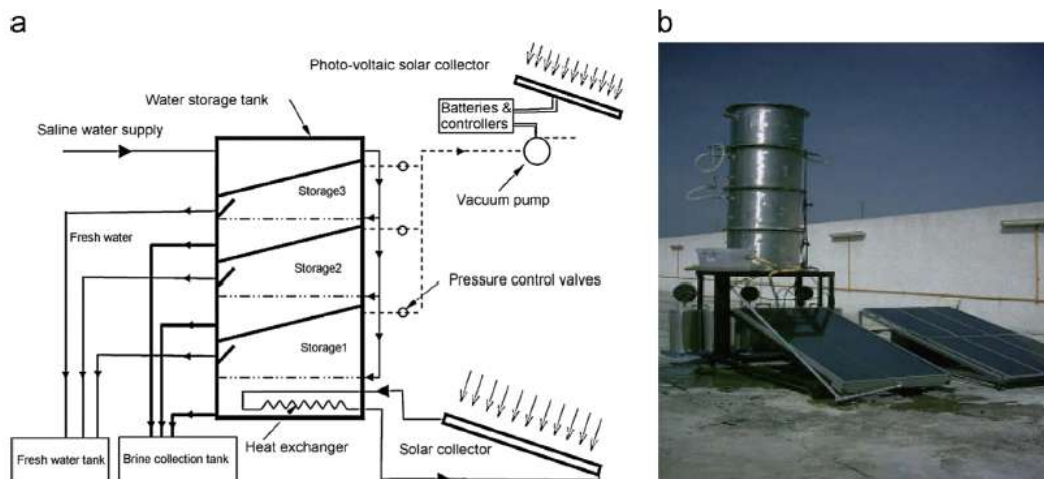 a
b
Photo-voltaic solar collector
Water storage tank
Batteries &
controllers
Saline water supply
Vacuum pump
Storage3
Fresh water
Storage2
Pressure control valves
Storage1
Heat exchanger
Solar collector
Fresh water tank
Brine collection tank